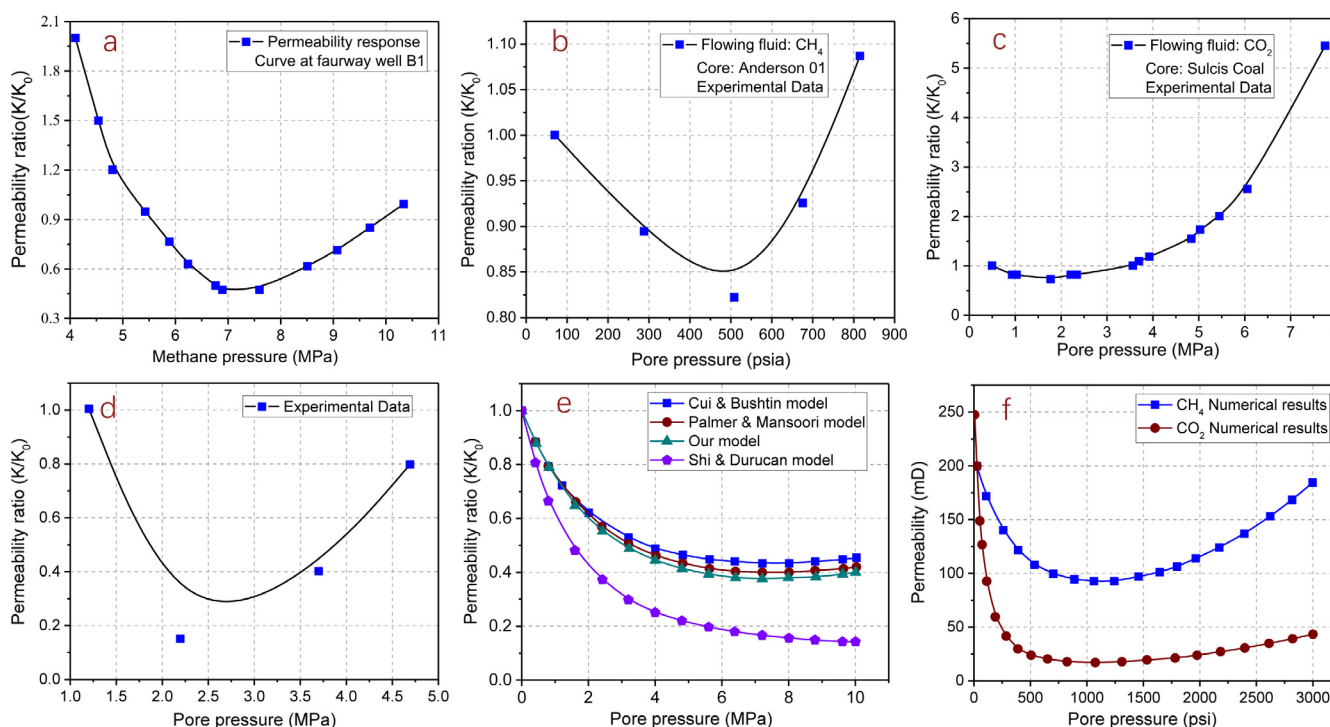 a
Permeability response
Curve at faurway well B1
Permeability ratio(K/K₀)
2.1
1.8
1.5
1.2
0.9
0.6
0.3
4 5 6 7 8 9 10 11
Methane pressure (MPa)
b
Flowing fluid: CH₄
Core: Anderson 01
Experimental Data
Permeability ration (K/K₀)
1.10
1.05
1.00
0.95
0.90
0.85
0.80
0 100 200 300 400 500 600 700 800 900
Pore pressure (psia)
c
Flowing fluid: CO₂
Core: Sulcis Coal
Experimental Data
Permeability ratio (K/K₀)
6
5
4
3
2
1
0
0 1 2 3 4 5 6 7
Pore pressure (MPa)
d
Experimental Data
Permeability ratio (K/K₀)
1.0
0.8
0.6
0.4
0.2
0.0
1.0 1.5 2.0 2.5 3.0 3.5 4.0 4.5 5.0
Pore pressure (MPa)
e
Cui & Bushtin model
Palmer & Mansoori model
Our model
Shi & Durucan model
Permeability ratio (K/K₀)
1.0
0.8
0.6
0.4
0.2
0.0
0 2 4 6 8 10
Pore pressure (MPa)
f
CH₄ Numerical results
CO₂ Numerical results
Permeability (mD)
250
200
150
100
50
0
0 500 1000 1500 2000 2500 3000
Pore pressure (psi)